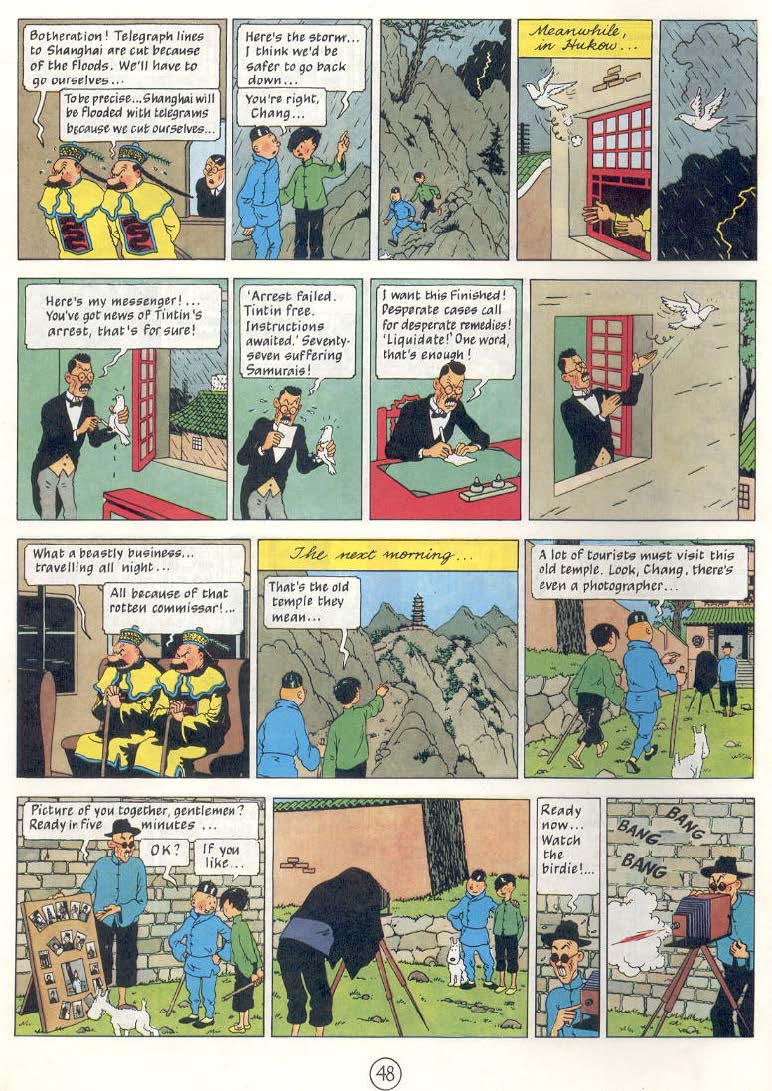 Botheration! Telegraph lines
to Shanghai are cut because
of the floods. We'll have to
go ourselves...
To be precise... Shanghai will
be flooded with telegrams
because we cut ourselves...
Here's the storm...
I think we'd be
safer to go back
down...
You're right,
Chang...
Meanwhile,
in Hukow...
Here's my messenger!...
You've got news of Tintin's
arrest, that's for sure!
'Arrest failed.
Tintin free.
Instructions
awaited.' Seventy-
seven suffering
Samurais!
I want this finished!
Desperate cases call
for desperate remedies!
'Liquidate!' One word,
that's enough!
What a beastly business...
travelling all night...
All because of that
rotten commissar!...
The next morning...
That's the old
temple they
mean...
A lot of tourists must visit this
old temple. Look, Chang, there's
even a photographer...
Picture of you together, gentlemen?
Ready in five minutes...
OK?
If you
like...
Ready
now...
Watch
the
birdie!...
BANG
BANG
BANG
48